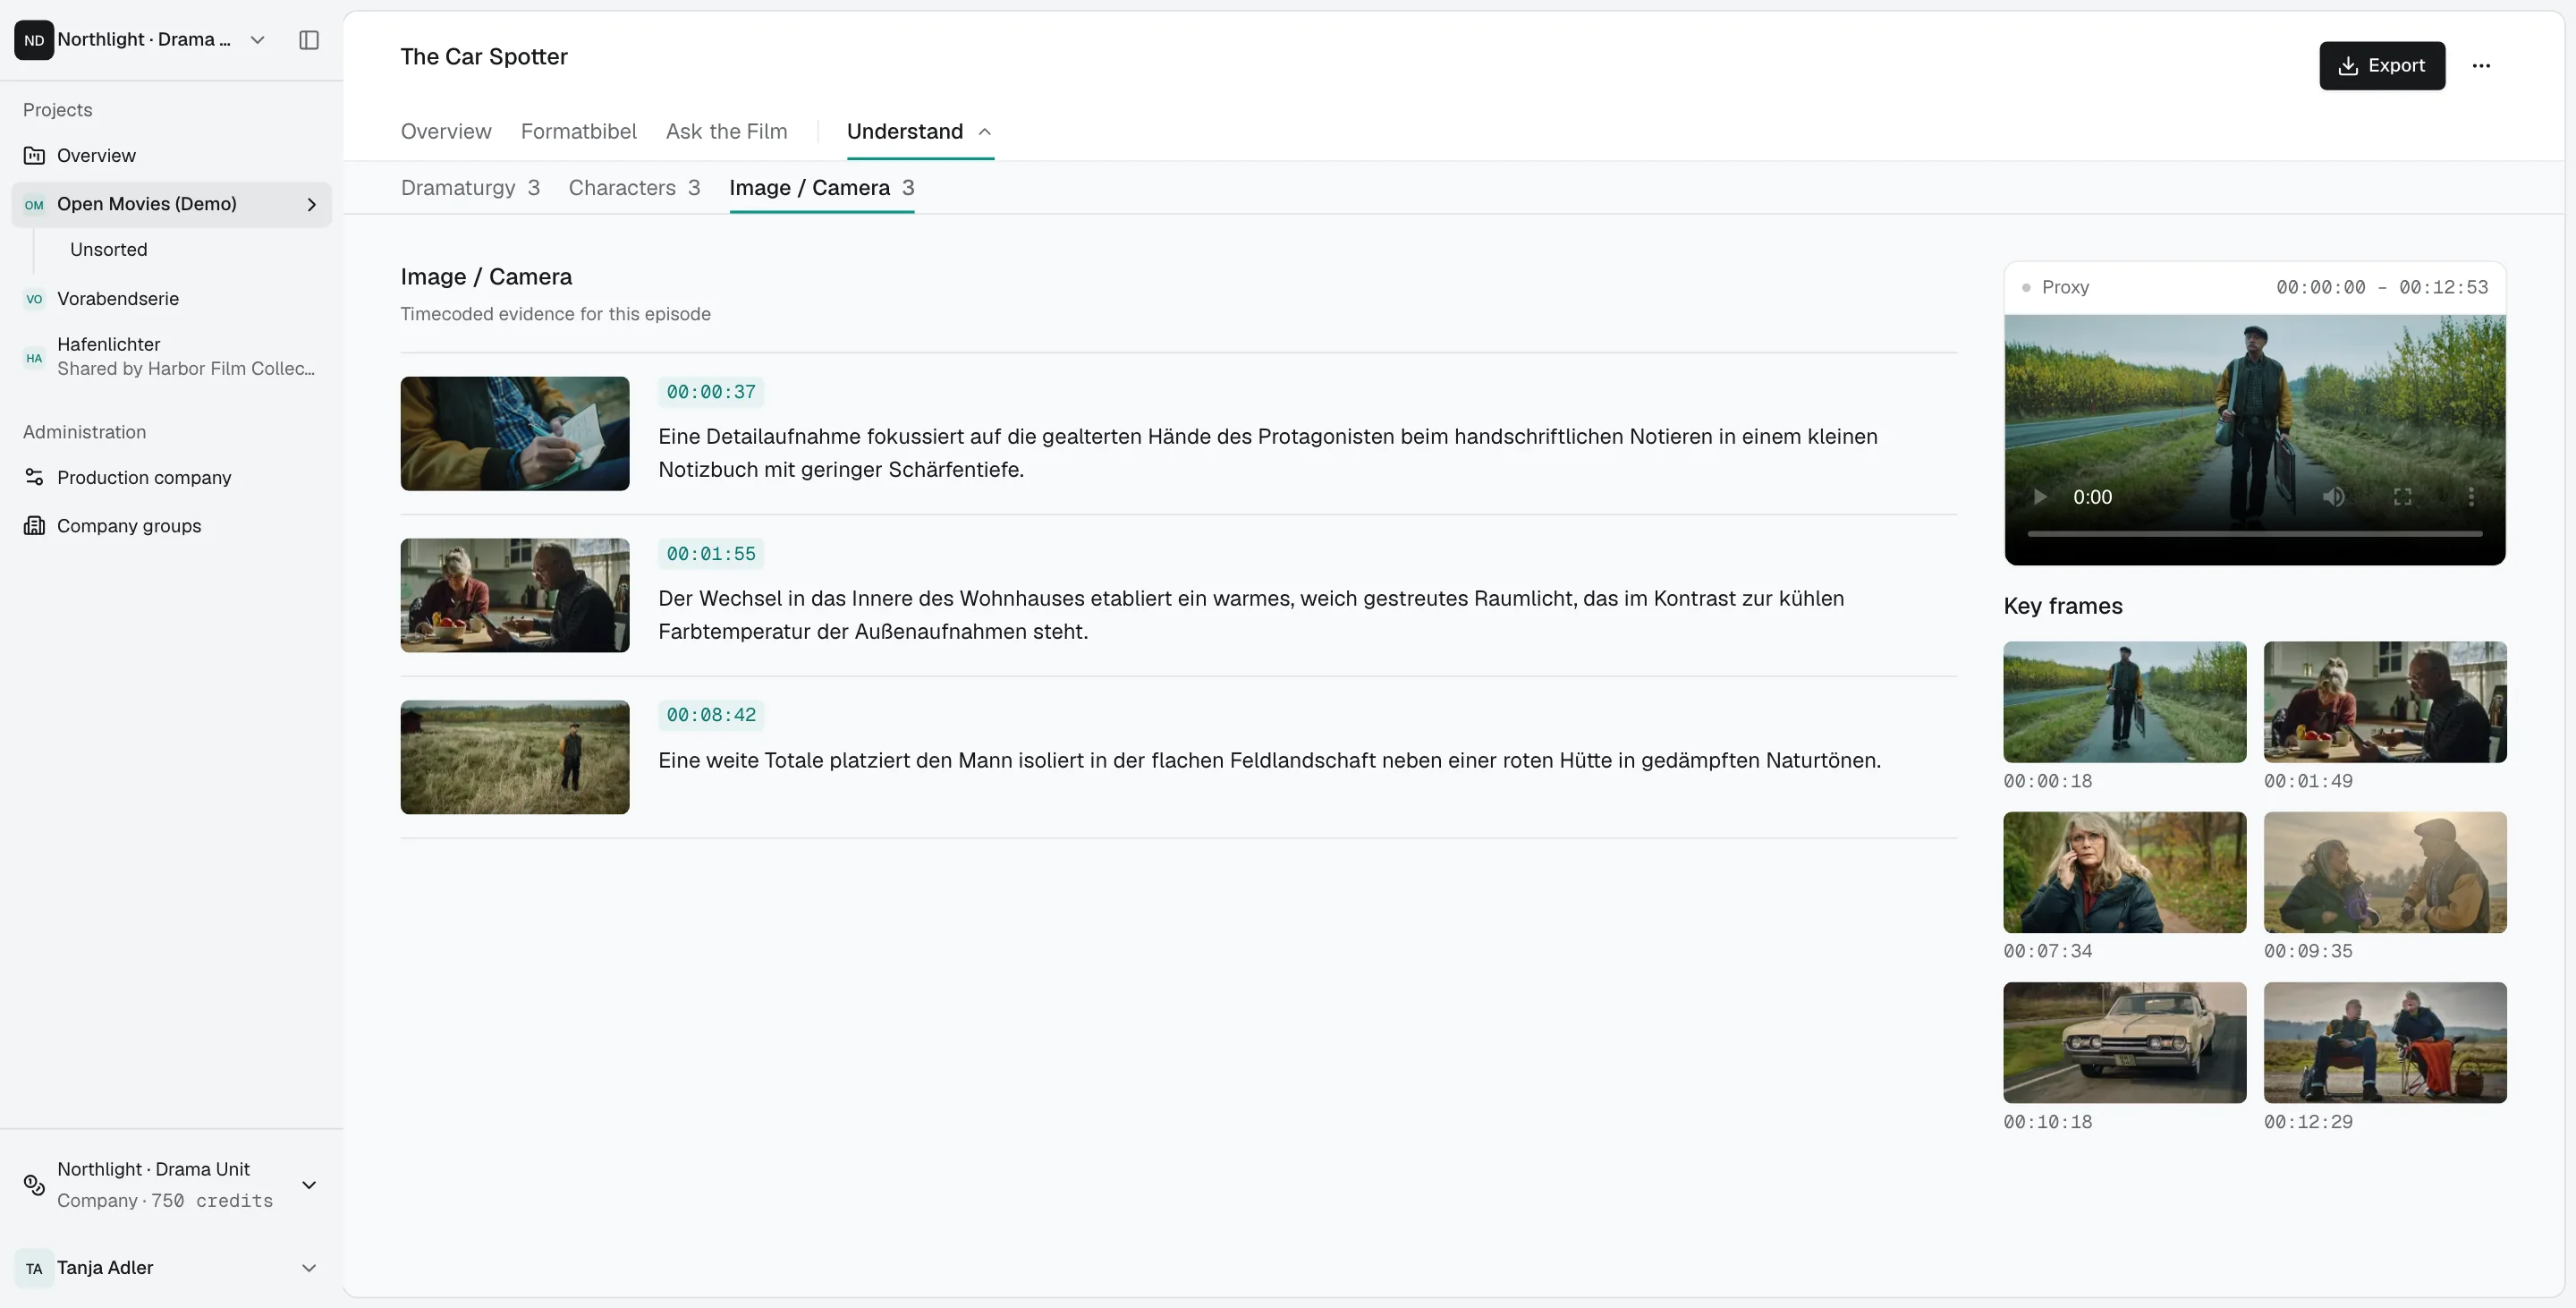 ND Northlight · Drama ...
Projects
Overview
OM Open Movies (Demo)
Unsorted
VO Vorabendserie
HA Hafenlichter
Shared by Harbor Film Collec...
Administration
Production company
Company groups
Northlight · Drama Unit
Company · 750 credits
TA Tanja Adler
The Car Spotter
Export
Overview Formatbibel Ask the Film Understand
Dramaturgy 3 Characters 3 Image / Camera 3
Image / Camera
Timecoded evidence for this episode
00:00:37
Eine Detailaufnahme fokussiert auf die gealterten Hände des Protagonisten beim handschriftlichen Notieren in einem kleinen
Notizbuch mit geringer Schärfentiefe.
00:01:55
Der Wechsel in das Innere des Wohnhauses etabliert ein warmes, weich gestreutes Raumlicht, das im Kontrast zur kühlen
Farbtemperatur der Außenaufnahmen steht.
00:08:42
Eine weite Totale platziert den Mann isoliert in der flachen Feldlandschaft neben einer roten Hütte in gedämpften Naturtönen.
Proxy 00:00:00 – 00:12:53
0:00
Key frames
00:00:18 00:01:49
00:07:34 00:09:35
00:10:18 00:12:29